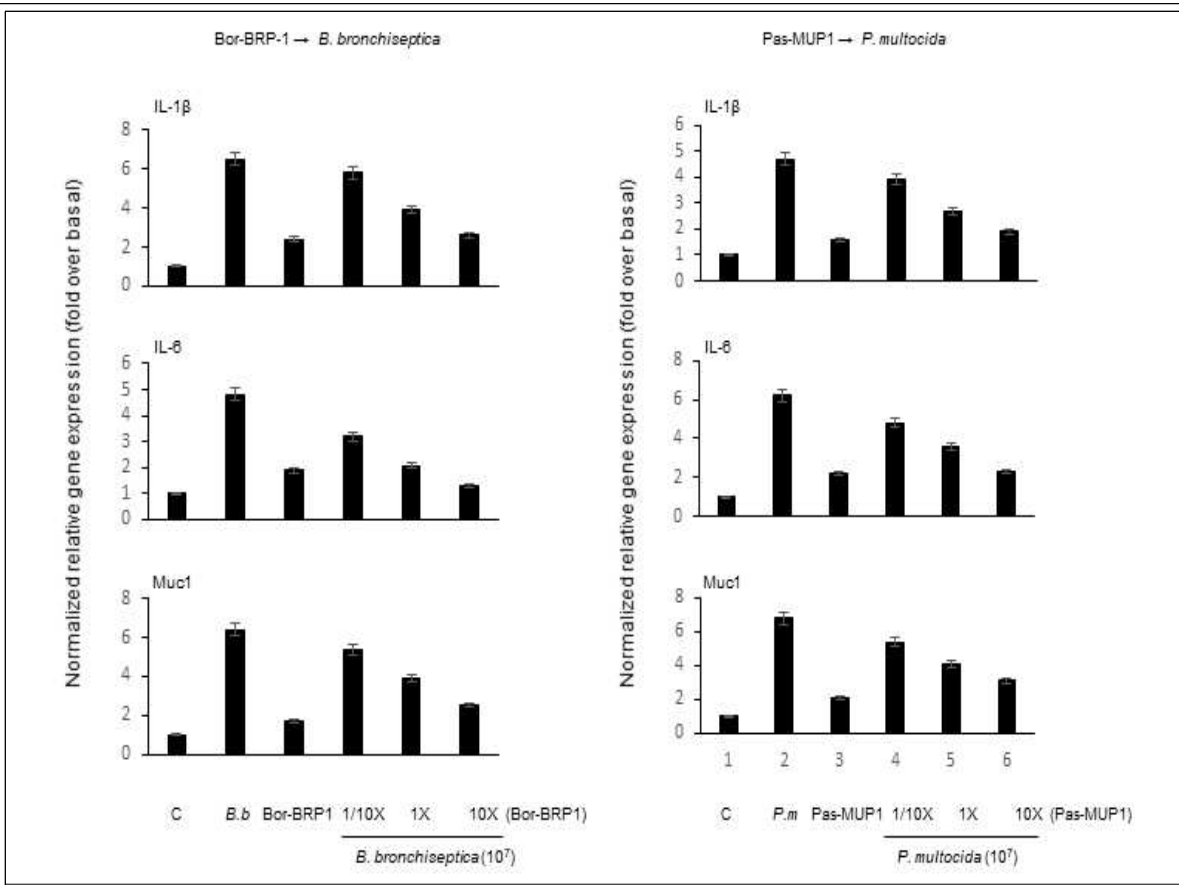 Bor-BRP-1 → B. bronchiseptica
Pas-MUP1 → P. multocida
Normalized relative gene expression (fold over basal)
IL-1β
8
6
4
2
0
IL-6
6
5
4
3
2
1
0
Muc1
8
6
4
2
0
C B.b Bor-BRP1 1/10X 1X 10X (Bor-BRP1)
B. bronchiseptica (10⁷)
Normalized relative gene expression (fold over basal)
IL-1β
6
5
4
3
2
1
0
IL-6
8
6
4
2
0
Muc1
8
6
4
2
0
1 2 3 4 5 6
C P.m Pas-MUP1 1/10X 1X 10X (Pas-MUP1)
P. multocida (10⁷)